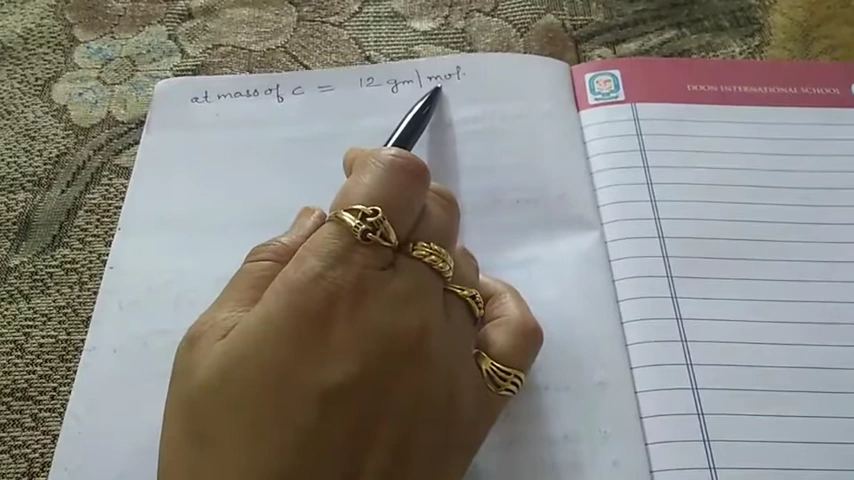 at mass of c = 12 gm/mol.
DOON INTERNATIONAL SCHOOL